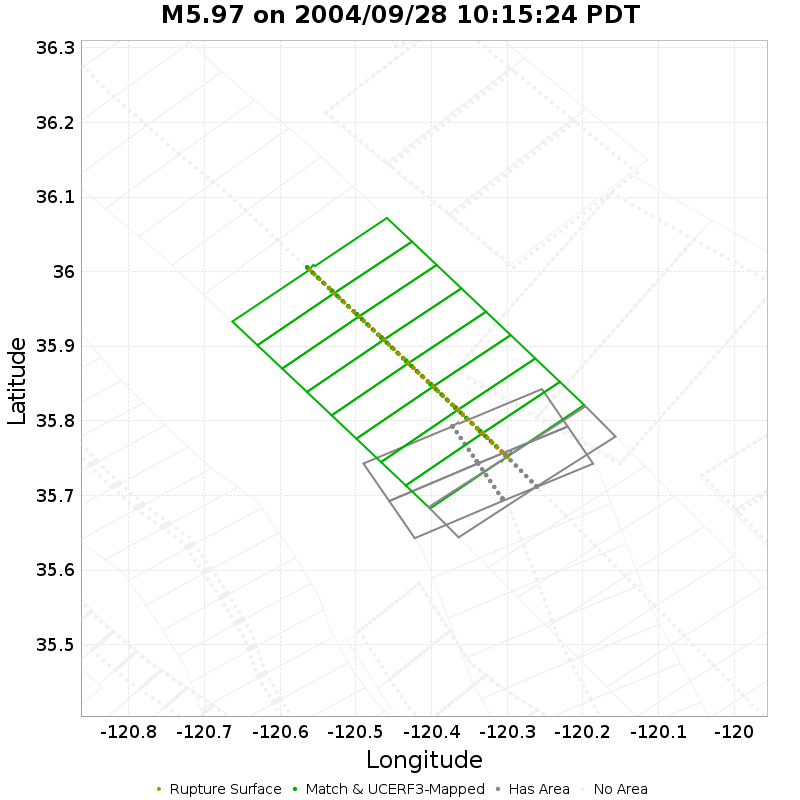 M5.97 on 2004/09/28 10:15:24 PDT
36.3
36.2
36.1
36
35.9
35.8
35.7
35.6
35.5
Latitude
-120.8 -120.7 -120.6 -120.5 -120.4 -120.3 -120.2 -120.1 -120
Longitude
Rupture Surface Match & UCERF3-Mapped Has Area No Area